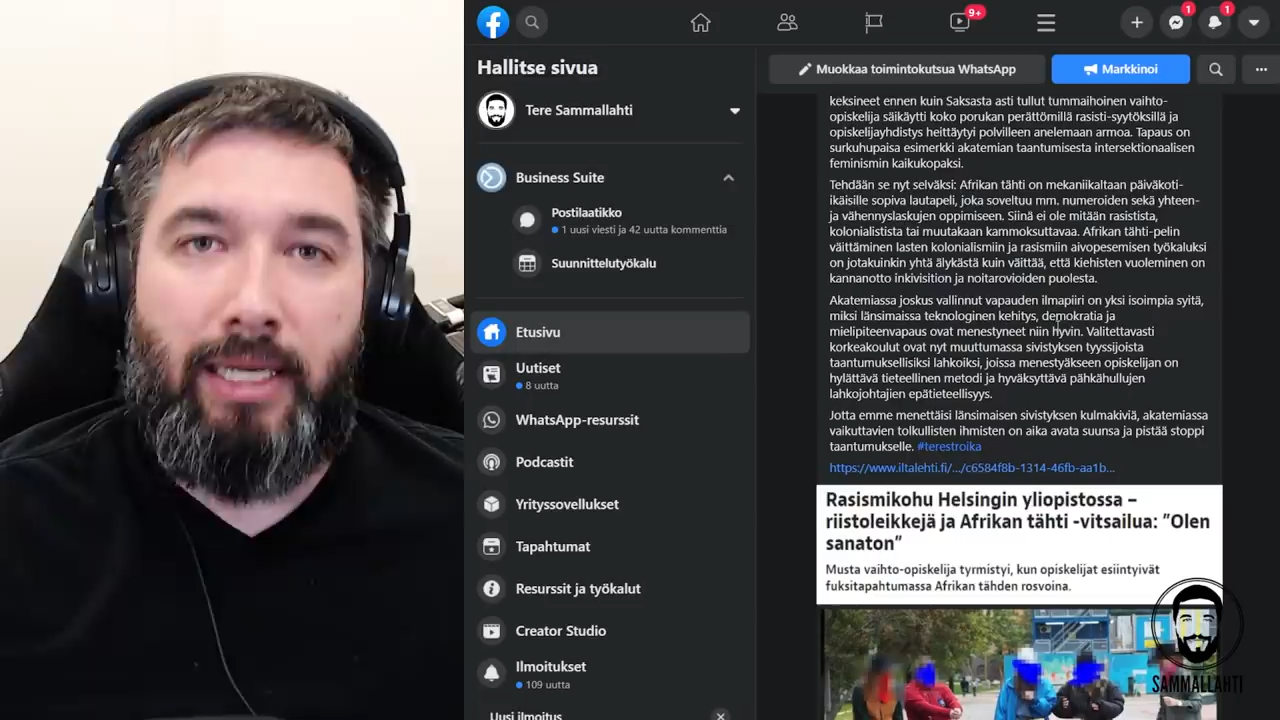 9+
1
1
Hallitse sivua
Tere Sammallahti
Business Suite
Postilaatikko
1 uusi viesti ja 42 uutta kommenttia
Suunnittelutyökalu
Etusivu
Uutiset
8 uutta
WhatsApp-resurssit
Podcastit
Yrityssovellukset
Tapahtumat
Resurssit ja työkalut
Creator Studio
Ilmoitukset
109 uutta
Uusi ilmoitus
Muokkaa toimintokutsua WhatsApp
Markkinoi
keksineet ennen kuin Saksasta asti tullut tummaihoinen vaihto-
opiskelija säikäytti koko porukan perättömillä rasisti-syytöksillä ja
opiskelijayhdistys heittäytyi polvilleen anelemaan armoa. Tapaus on
surkuhupaisa esimerkki akatemian taantumisesta intersektionaalisen
feminismin kaikukopaksi.
Tehdään se nyt selväksi: Afrikan tähti on mekaniikaltaan päiväkoti-
ikäisille sopiva lautapeli, joka soveltuu mm. numeroiden sekä yhteen-
ja vähennyslaskujen oppimiseen. Siinä ei ole mitään rasistista,
kolonialistista tai muutakaan kammoksuttavaa. Afrikan tähti-pelin
väittäminen lasten kolonialismiin ja rasismiin aivopesemisen työkaluksi
on jotakuinkin yhtä älykästä kuin väittää, että kiehisten vuoleminen on
kannanotto inkivisition ja noitarovioiden puolesta.
Akatemiassa joskus vallinnut vapauden ilmapiiri on yksi isoimpia syitä,
miksi länsimaissa teknologinen kehitys, demokratia ja
mielipiteenvapaus ovat menestyneet niin hyvin. Valitettavasti
korkeakoulut ovat nyt muuttumassa sivistyksen tyyssijoista
taantumuksellisiksi lahkoiksi, joissa menestyäkseen opiskelijan on
hylättävä tieteellinen metodi ja hyväksyttävä pähkähullujen
lahkojohtajien epätieteellisyys.
Jotta emme menettäisi länsimaisen sivistyksen kulmakiviä, akatemiassa
vaikuttavien tolkullisten ihmisten on aika avata suunsa ja pistää stoppi
taantumukselle. #terestroika
https://www.iltalehti.fi/.../c6584f8b-1314-46fb-aa1b...
Rasismikohu Helsingin yliopistossa –
riistoleikkejä ja Afrikan tähti -vitsailua: ”Olen
sanaton”
Musta vaihto-opiskelija tyrmistyi, kun opiskelijat esiintyivät
fuksitapahtumassa Afrikan tähden rosvoina.
SAMMALLAHTI